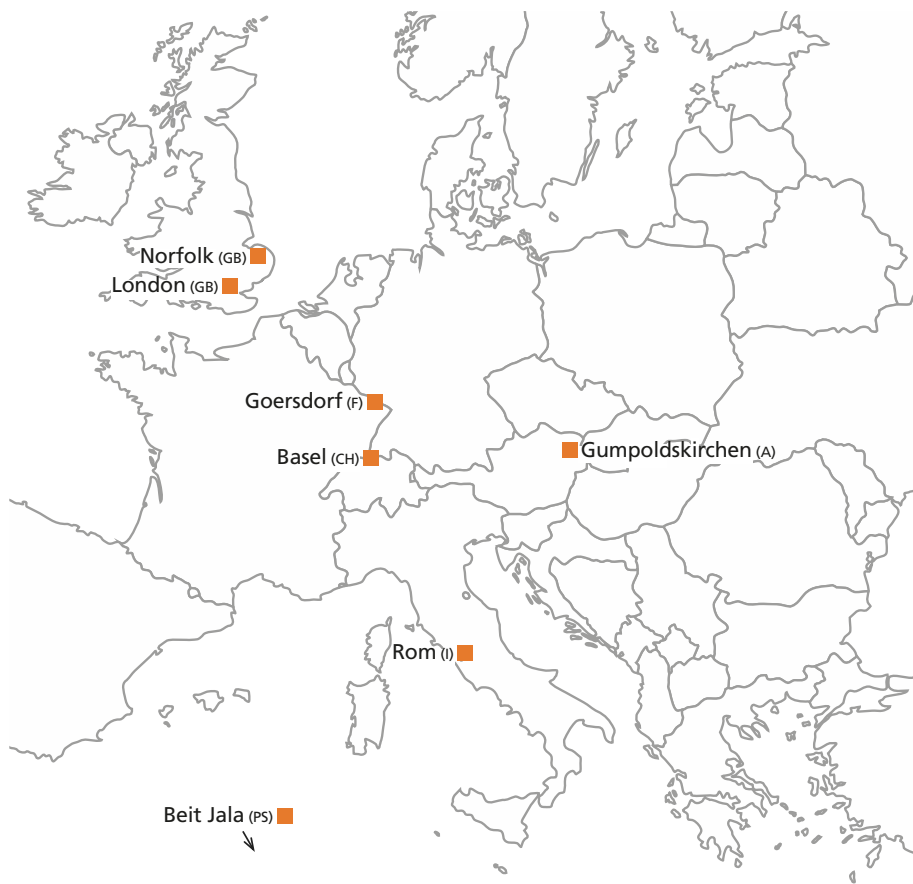 Norfolk (GB)
London (GB)
Goersdorf (F)
Basel (CH)
Gumpoldskirchen (A)
Rom (I)
Beit Jala (PS)